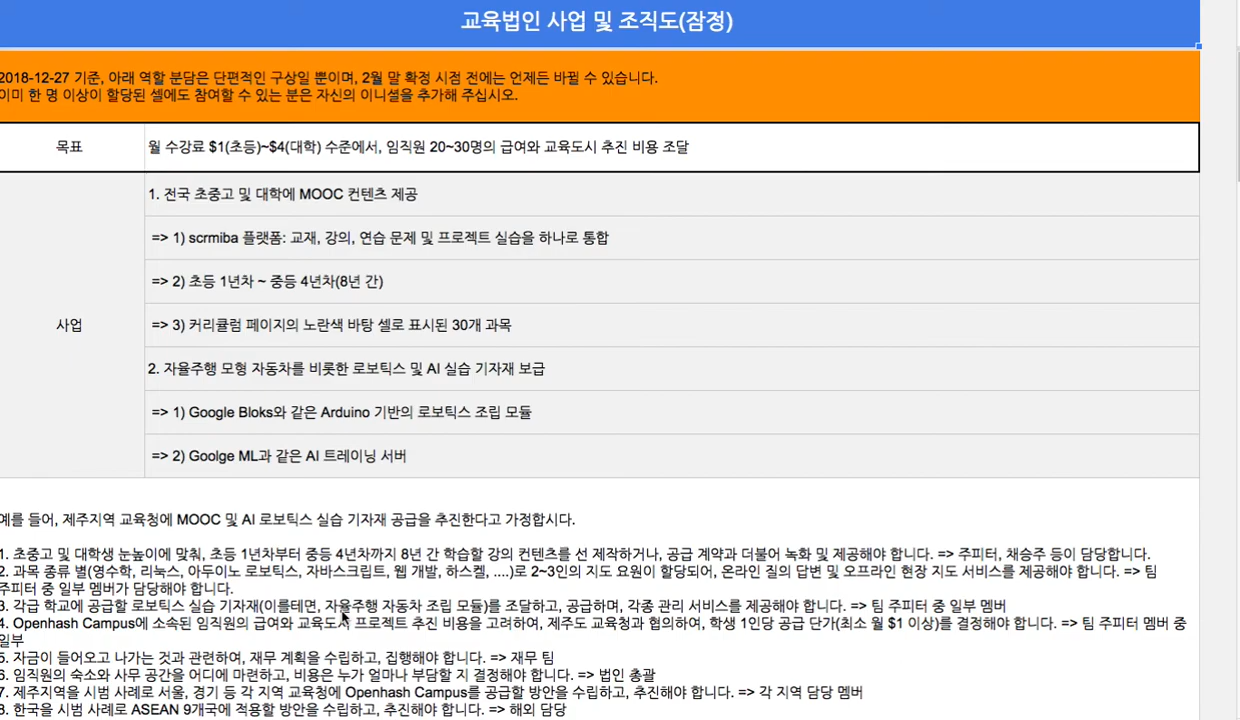 교육법인 사업 및 조직도(잠정)
2018-12-27 기준, 아래 역할 분담은 단편적인 구상일 뿐이며, 2월 말 확정 시점 전에는 언제든 바뀔 수 있습니다.
이미 한 명 이상이 할당된 셀에도 참여할 수 있는 분은 자신의 이니셜을 추가해 주십시오.
목표
월 수강료 $1(초등)~$4(대학) 수준에서, 임직원 20~30명의 급여와 교육도시 추진 비용 조달
사업
1. 전국 초중고 및 대학에 MOOC 컨텐츠 제공
=> 1) scrmiba 플랫폼: 교재, 강의, 연습 문제 및 프로젝트 실습을 하나로 통합
=> 2) 초등 1년차 ~ 중등 4년차(8년 간)
=> 3) 커리큘럼 페이지의 노란색 바탕 셀로 표시된 30개 과목
2. 자율주행 모형 자동차를 비롯한 로보틱스 및 AI 실습 기자재 보급
=> 1) Google Bloks와 같은 Arduino 기반의 로보틱스 조립 모듈
=> 2) Goolge ML과 같은 AI 트레이닝 서버
예를 들어, 제주지역 교육청에 MOOC 및 AI 로보틱스 실습 기자재 공급을 추진한다고 가정합시다.
1. 초중고 및 대학생 눈높이에 맞춰, 초등 1년차부터 중등 4년차까지 8년 간 학습할 강의 컨텐츠를 선 제작하거나, 공급 계약과 더불어 녹화 및 제공해야 합니다. => 주피터, 채승주 등이 담당합니다.
2. 과목 종류 별(영수학, 리눅스, 아두이노 로보틱스, 자바스크립트, 웹 개발, 하스켈, ....)로 2~3인의 지도 요원이 할당되어, 온라인 질의 답변 및 오프라인 현장 지도 서비스를 제공해야 합니다. => 팀
주피터 중 일부 멤버가 담당해야 합니다.
3. 각급 학교에 공급할 로보틱스 실습 기자재(이를테면, 자율주행 자동차 조립 모듈)를 조달하고, 공급하며, 각종 관리 서비스를 제공해야 합니다. => 팀 주피터 중 일부 멤버
4. Openhash Campus에 소속된 임직원의 급여와 교육도시 프로젝트 추진 비용을 고려하여, 제주도 교육청과 협의하여, 학생 1인당 공급 단가(최소 월 $1 이상)를 결정해야 합니다. => 팀 주피터 멤버 중
일부
5. 자금이 들어오고 나가는 것과 관련하여, 재무 계획을 수립하고, 집행해야 합니다. => 재무 팀
6. 임직원의 숙소와 사무 공간을 어디에 마련하고, 비용은 누가 얼마나 부담할 지 결정해야 합니다. => 법인 총괄
7. 제주지역을 시범 사례로 서울, 경기 등 각 지역 교육청에 Openhash Campus를 공급할 방안을 수립하고, 추진해야 합니다. => 각 지역 담당 멤버
8. 한국을 시범 사례로 ASEAN 9개국에 적용할 방안을 수립하고, 추진해야 합니다. => 해외 담당